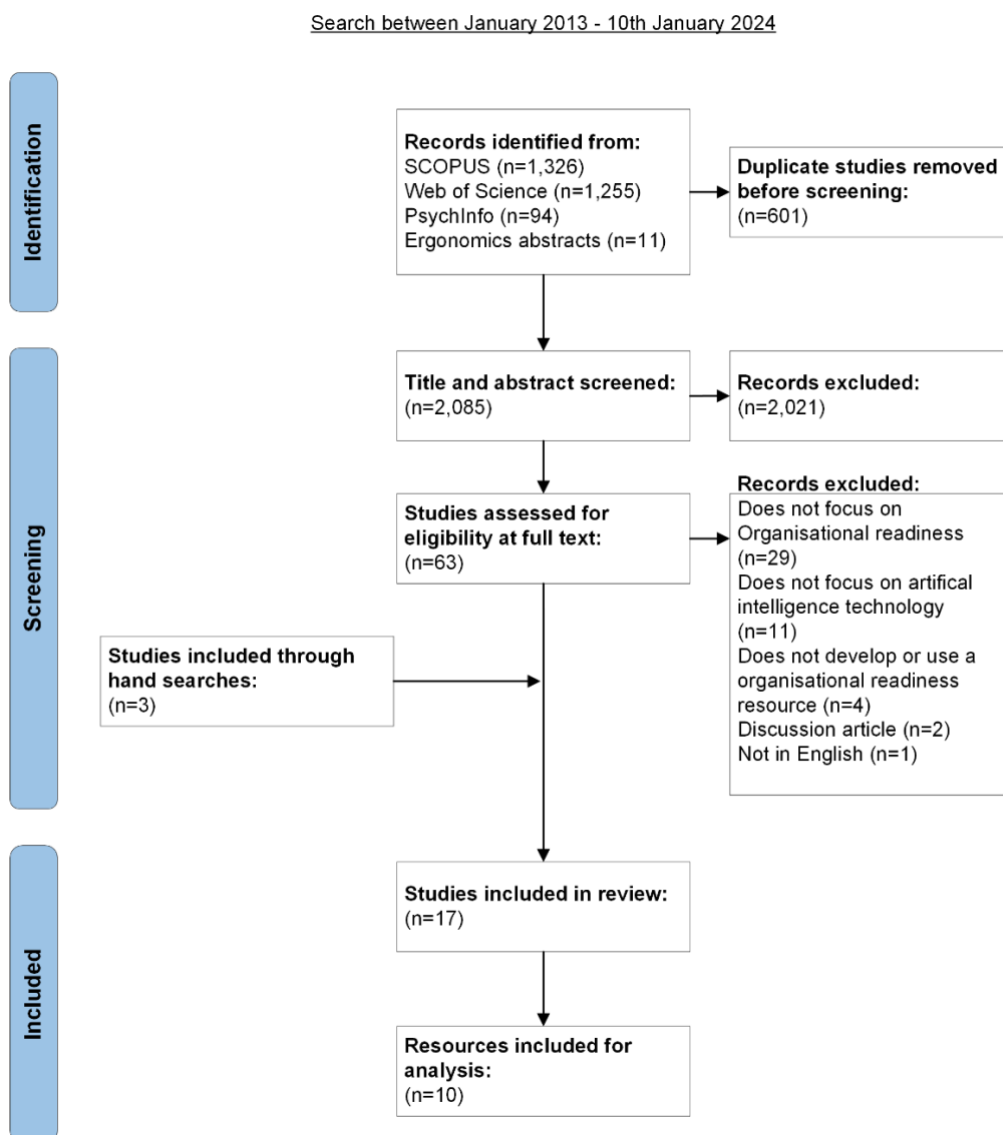 Search between January 2013 - 10th January 2024
Identification
Records identified from:
SCOPUS (n=1,326)
Web of Science (n=1,255)
PsychInfo (n=94)
Ergonomics abstracts (n=11)
Duplicate studies removed
before screening:
(n=601)
Screening
Title and abstract screened:
(n=2,085)
Records excluded:
(n=2,021)
Studies assessed for
eligibility at full text:
(n=63)
Records excluded:
Does not focus on
Organisational readiness
(n=29)
Does not focus on artifical
intelligence technology
(n=11)
Does not develop or use a
organisational readiness
resource (n=4)
Discussion article (n=2)
Not in English (n=1)
Studies included through
hand searches:
(n=3)
Included
Studies included in review:
(n=17)
Resources included for
analysis:
(n=10)